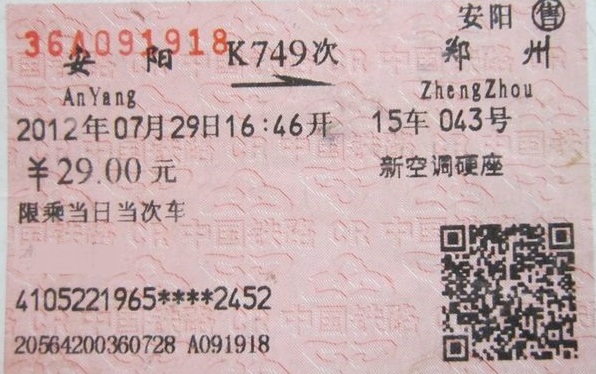 安阳 售
36A091918
安阳 K749次 郑州
AnYang ZhengZhou
2012年07月29日16:46开 15车 043号
¥29.00元 新空调硬座
限乘当日当次车
4105221965****2452
20564200360728 A091918